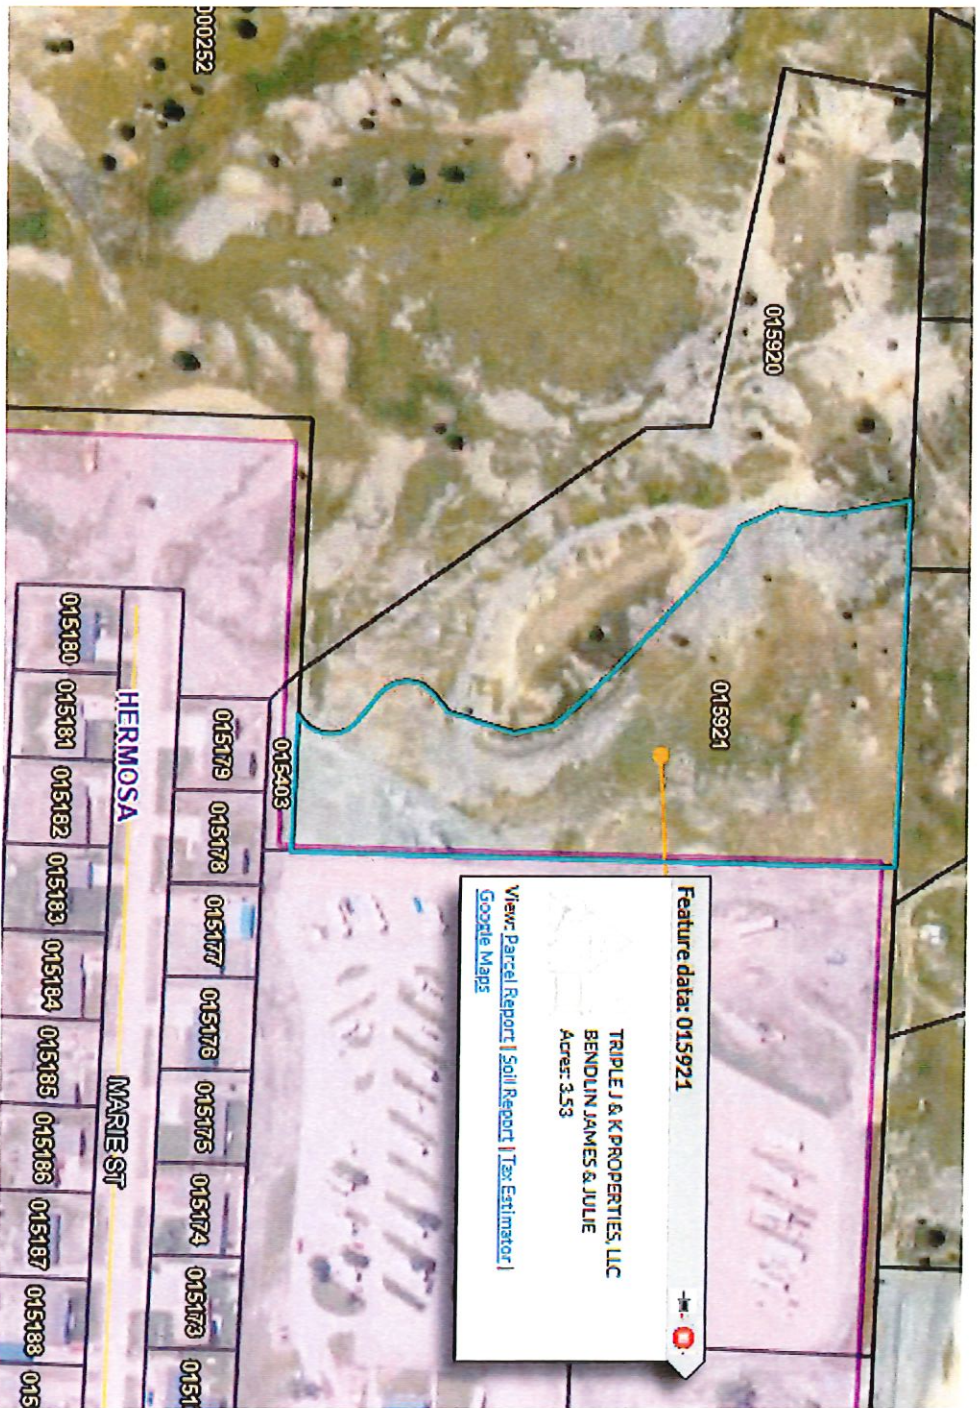 000252
015920
015921
Feature data: 015921
TRIPLE J & K PROPERTIES, LLC
BENDLIN JAMES & JULIE
Acres: 3.53
View: Parcel Report | Soil Report | Tax Estimator |
Google Maps
015403
015179
015178
015177
015176
015175
015174
015173
0151
HERMOSA
MARIE ST
015180
015181
015182
015183
015184
015185
015186
015187
015188
015